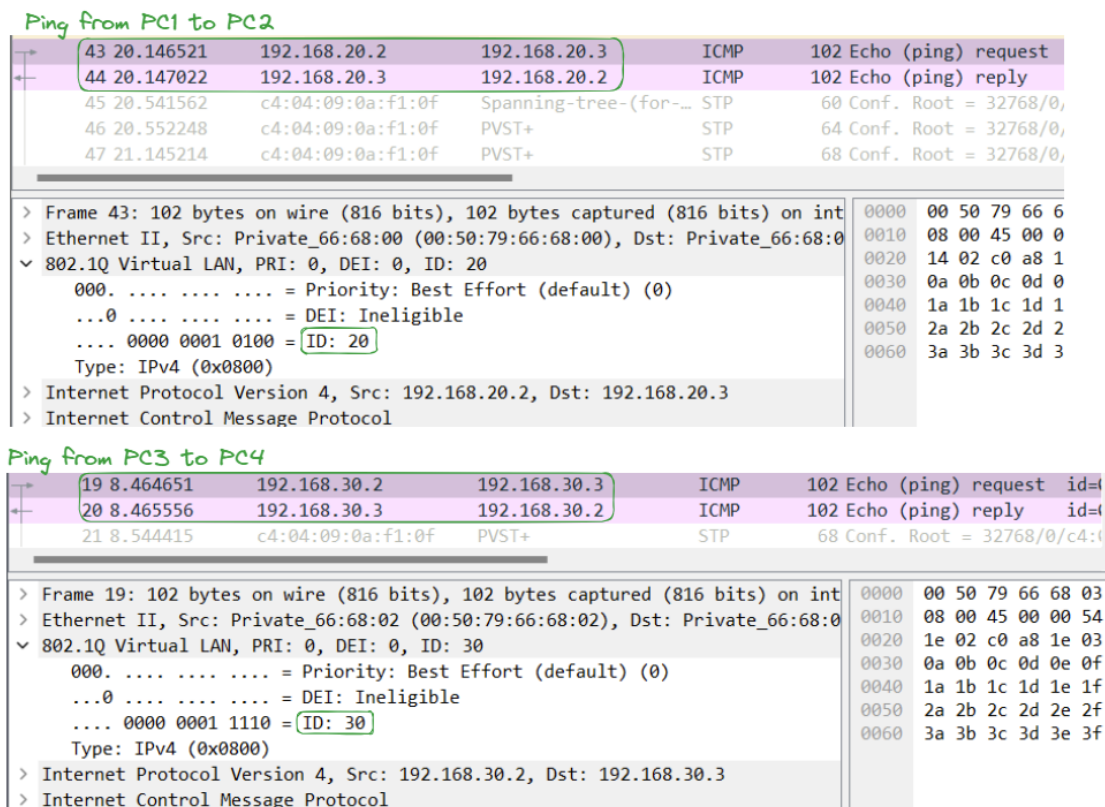 Ping from PC1 to PC2
43 20.146521 192.168.20.2 192.168.20.3 ICMP 102 Echo (ping) request
44 20.147022 192.168.20.3 192.168.20.2 ICMP 102 Echo (ping) reply
45 20.541562 c4:04:09:0a:f1:0f Spanning-tree-(for-… STP 60 Conf. Root = 32768/0/
46 20.552248 c4:04:09:0a:f1:0f PVST+ STP 64 Conf. Root = 32768/0/
47 21.145214 c4:04:09:0a:f1:0f PVST+ STP 68 Conf. Root = 32768/0/
> Frame 43: 102 bytes on wire (816 bits), 102 bytes captured (816 bits) on int 0000 00 50 79 66 6
> Ethernet II, Src: Private_66:68:00 (00:50:79:66:68:00), Dst: Private_66:68:0 0010 08 00 45 00 0
802.1Q Virtual LAN, PRI: 0, DEI: 0, ID: 20 0020 14 02 c0 a8 1
000. .... .... .... = Priority: Best Effort (default) (0) 0030 0a 0b 0c 0d 0
...0 .... .... .... = DEI: Ineligible 0040 1a 1b 1c 1d 1
.... 0000 0001 0100 = ID: 20 0050 2a 2b 2c 2d 2
Type: IPv4 (0x0800) 0060 3a 3b 3c 3d 3
> Internet Protocol Version 4, Src: 192.168.20.2, Dst: 192.168.20.3
> Internet Control Message Protocol
Ping from PC3 to PC4
19 8.464651 192.168.30.2 192.168.30.3 ICMP 102 Echo (ping) request id=
20 8.465556 192.168.30.3 192.168.30.2 ICMP 102 Echo (ping) reply id=
21 8.544415 c4:04:09:0a:f1:0f PVST+ STP 68 Conf. Root = 32768/0/c4:
> Frame 19: 102 bytes on wire (816 bits), 102 bytes captured (816 bits) on int 0000 00 50 79 66 68 03
> Ethernet II, Src: Private_66:68:02 (00:50:79:66:68:02), Dst: Private_66:68:0 0010 08 00 45 00 00 54
802.1Q Virtual LAN, PRI: 0, DEI: 0, ID: 30 0020 1e 02 c0 a8 1e 03
000. .... .... .... = Priority: Best Effort (default) (0) 0030 0a 0b 0c 0d 0e 0f
...0 .... .... .... = DEI: Ineligible 0040 1a 1b 1c 1d 1e 1f
.... 0000 0001 1110 = ID: 30 0050 2a 2b 2c 2d 2e 2f
Type: IPv4 (0x0800) 0060 3a 3b 3c 3d 3e 3f
> Internet Protocol Version 4, Src: 192.168.30.2, Dst: 192.168.30.3
> Internet Control Message Protocol